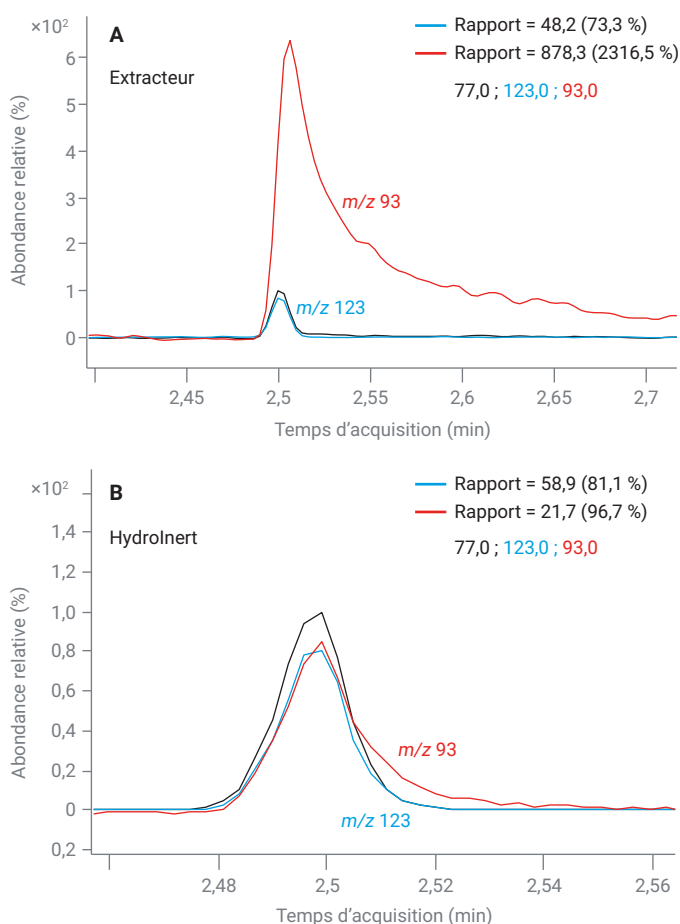 ×10²
A
Extracteur
Rapport = 48,2 (73,3 %)
Rapport = 878,3 (2316,5 %)
77,0 ; 123,0 ; 93,0
Abondance relative (%)
6
5
4
3
2
1
0
m/z 93
m/z 123
2,45
2,5
2,55
2,6
2,65
2,7
Temps d’acquisition (min)
×10²
B
HydroInert
Rapport = 58,9 (81,1 %)
Rapport = 21,7 (96,7 %)
77,0 ; 123,0 ; 93,0
Abondance relative (%)
1,4
1,2
1,0
0,8
0,6
0,4
0,2
0
0,2
m/z 93
m/z 123
2,48
2,5
2,52
2,54
2,56
Temps d’acquisition (min)